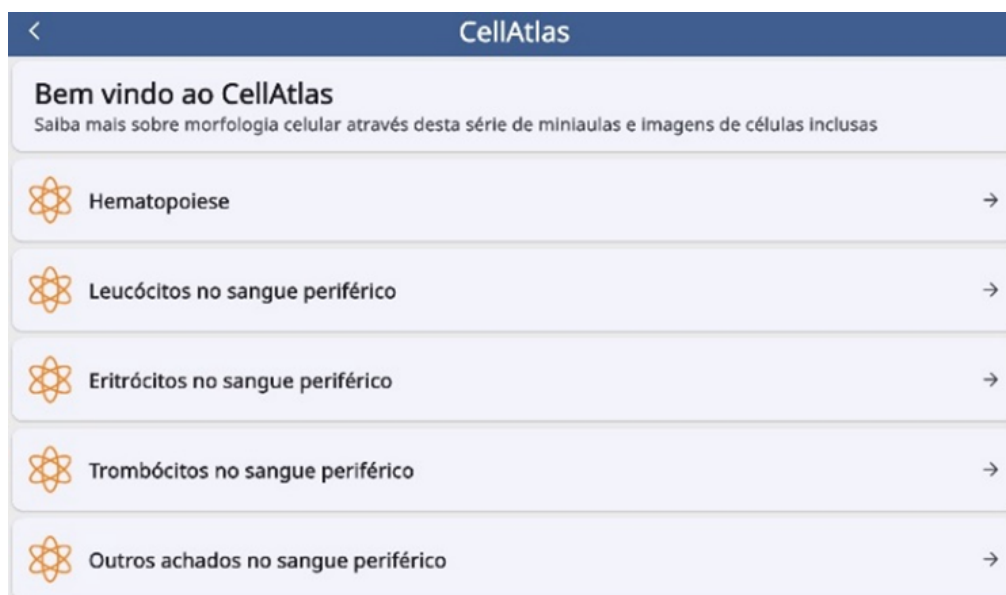 CellAtlas
Bem vindo ao CellAtlas
Saiba mais sobre morfologia celular através desta série de miniaulas e imagens de células inclusas
Hematopoiese
Leucócitos no sangue periférico
Eritrócitos no sangue periférico
Trombócitos no sangue periférico
Outros achados no sangue periférico